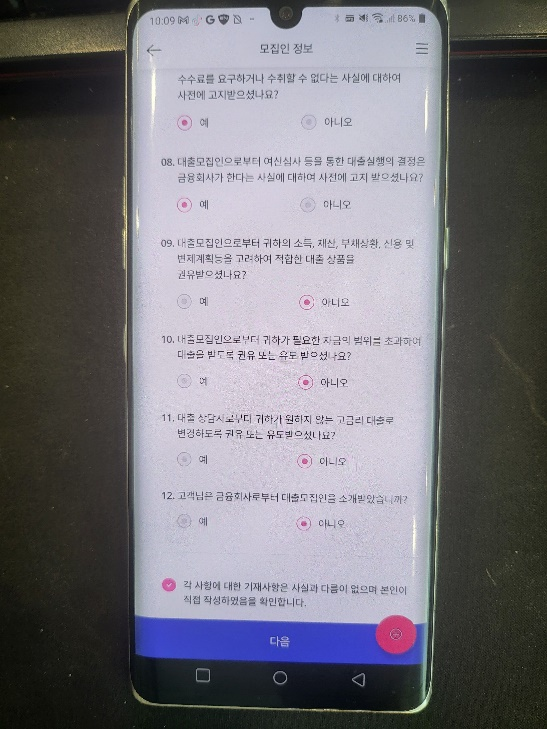 10:09
86%
모집인 정보
수수료를 요구하거나 수취할 수 없다는 사실에 대하여
사전에 고지받으셨나요?
예 아니오
08. 대출모집인으로부터 여신심사 등을 통한 대출실행의 결정은
금융회사가 한다는 사실에 대하여 사전에 고지 받으셨나요?
예 아니오
09. 대출모집인으로부터 귀하의 소득, 재산, 부채상황, 신용 및
변제계획등을 고려하여 적합한 대출 상품을
권유받으셨나요?
예 아니오
10. 대출모집인으로부터 귀하가 필요한 자금의 범위를 초과하여
대출을 받도록 권유 또는 유도 받으셨나요?
예 아니오
11. 대출 상담사로부터 귀하가 원하지 않는 고금리 대출로
변경하도록 권유 또는 유도받으셨나요?
예 아니오
12. 고객님은 금융회사로부터 대출모집인을 소개받았습니까?
예 아니오
각 사항에 대한 기재사항은 사실과 다름이 없으며 본인이
직접 작성하였음을 확인합니다.
다음